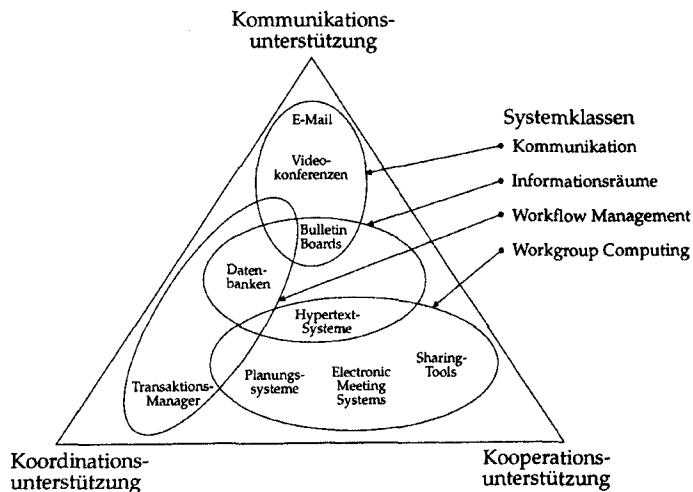 Kommunikations-
unterstützung
Systemklassen
E-Mail
Kommunikation
Video-
konferenzen
Informationsräume
Workflow Management
Bulletin
Boards
Workgroup Computing
Daten-
banken
Hypertext-
Systeme
Sharing-
Tools
Transaktions-
Manager
Planungs-
systeme
Electronic
Meeting
Systems
Koordinations-
unterstützung
Kooperations-
unterstützung